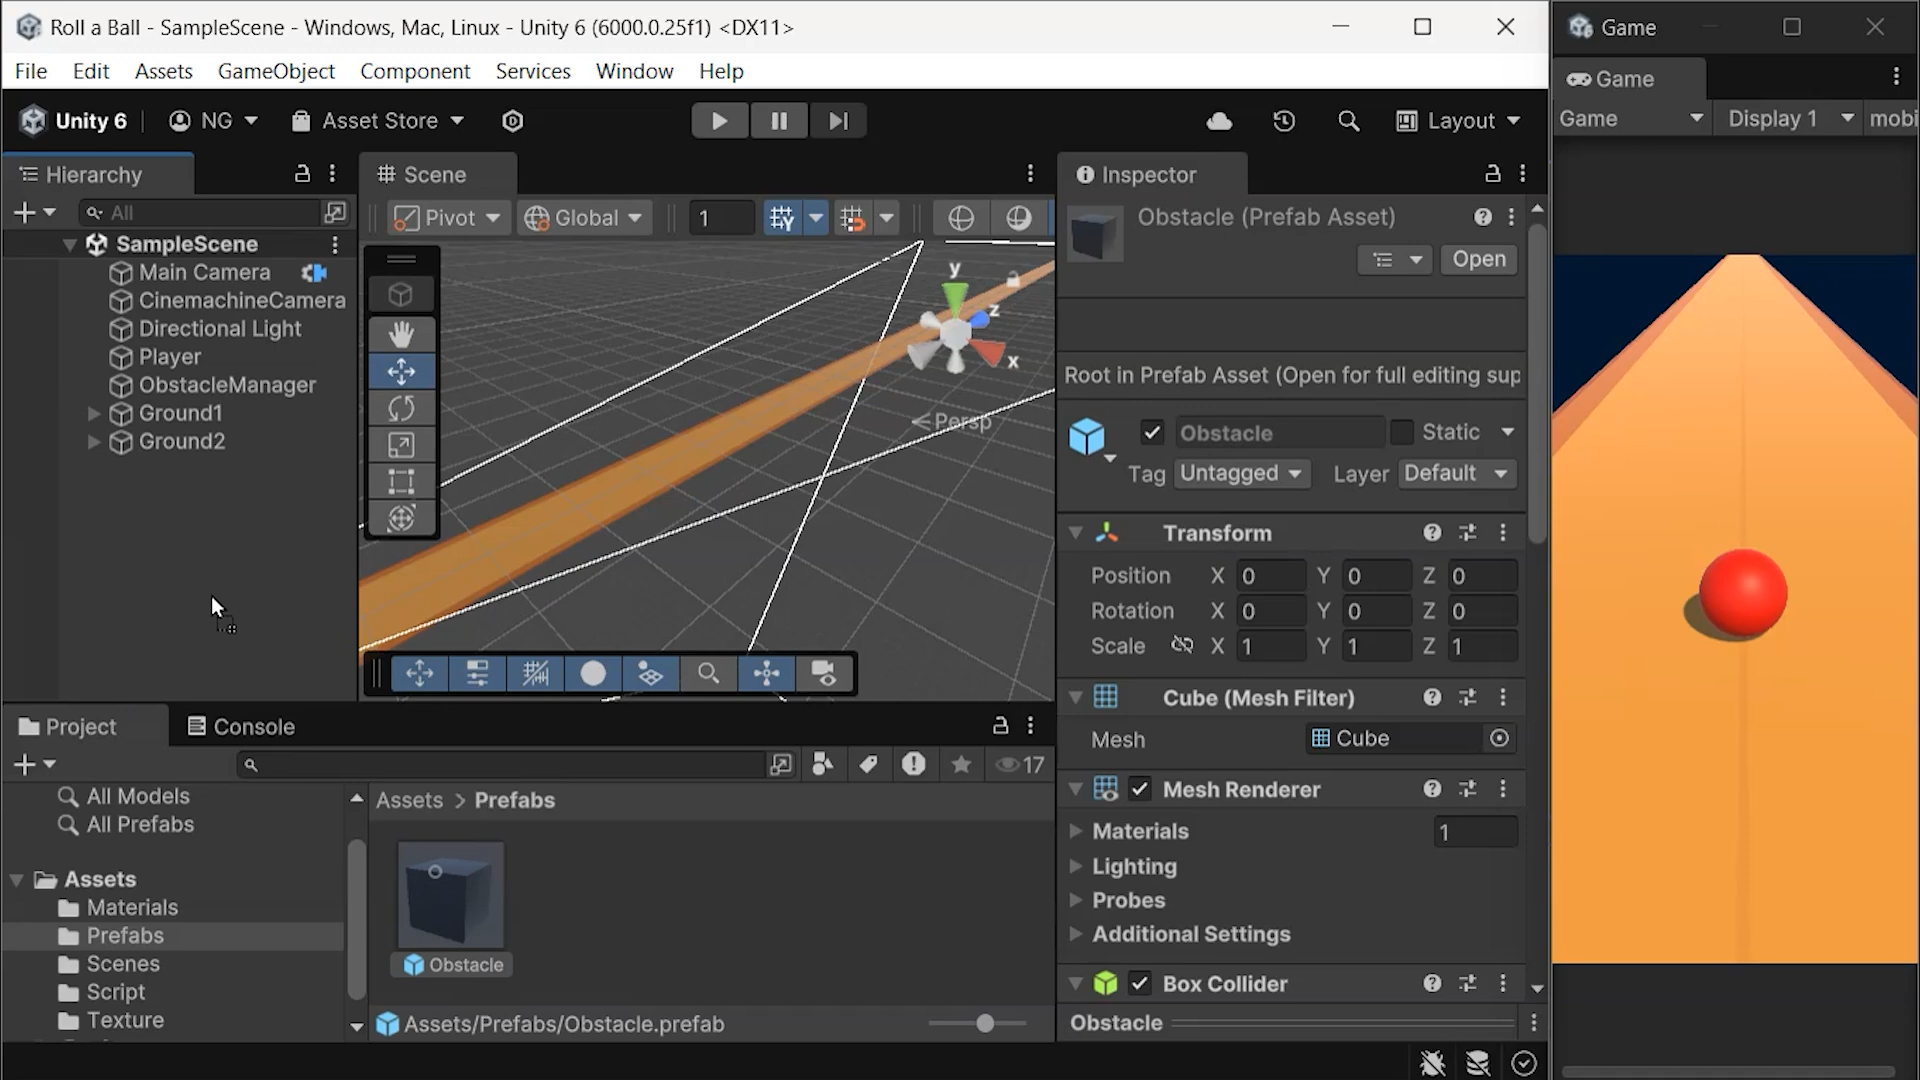 Roll a Ball - SampleScene - Windows, Mac, Linux - Unity 6 (6000.0.25f1) <DX11>
File Edit Assets GameObject Component Services Window Help
Unity 6 NG Asset Store Layout
Hierarchy
All
SampleScene
Main Camera
CinemachineCamera
Directional Light
Player
ObstacleManager
Ground1
Ground2
Scene
Pivot Global 1
y
z
x
Persp
Project Console
17
All Models
All Prefabs
Assets
Materials
Prefabs
Scenes
Script
Texture
Assets > Prefabs
Obstacle
Assets/Prefabs/Obstacle.prefab
Inspector
Obstacle (Prefab Asset)
Open
Root in Prefab Asset (Open for full editing sup
Obstacle Static
Tag Untagged Layer Default
Transform
Position X 0 Y 0 Z 0
Rotation X 0 Y 0 Z 0
Scale X 1 Y 1 Z 1
Cube (Mesh Filter)
Mesh Cube
Mesh Renderer
Materials 1
Lighting
Probes
Additional Settings
Box Collider
Obstacle
Game
Game
Game Display 1 mobi